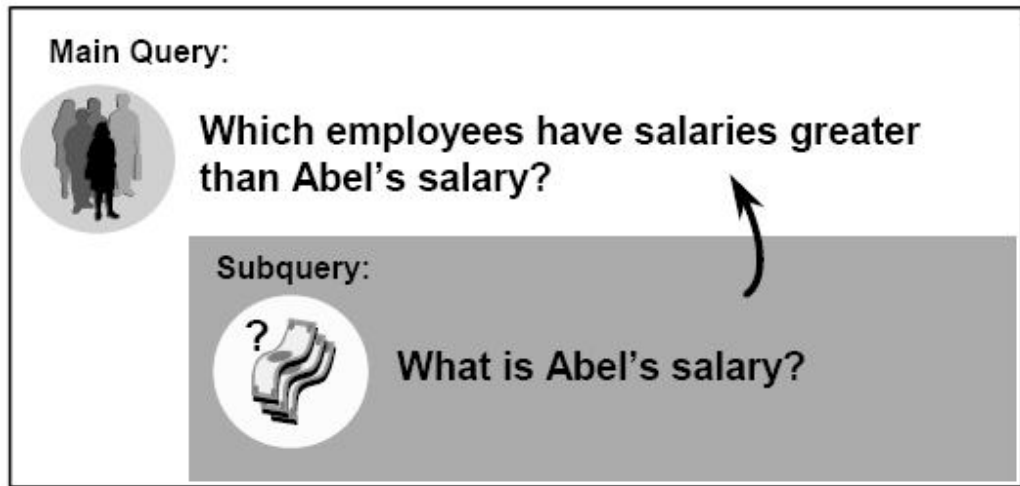 Main Query:
Which employees have salaries greater
than Abel’s salary?
Subquery:
?
What is Abel’s salary?